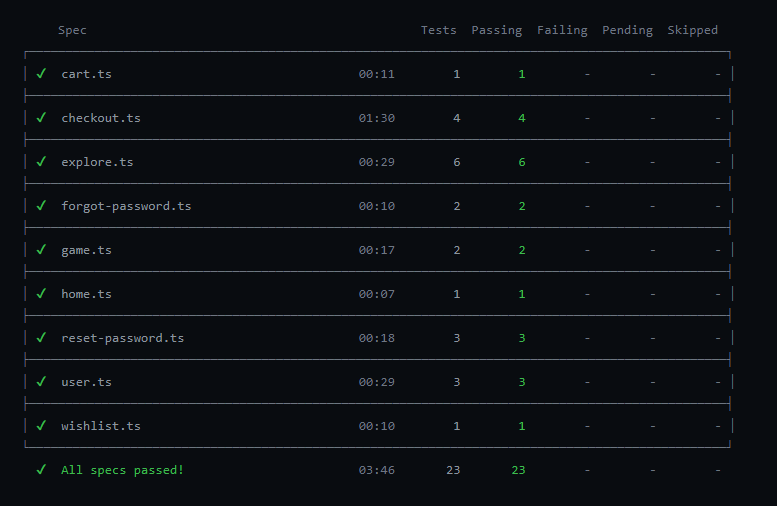 Spec Tests Passing Failing Pending Skipped
✓ cart.ts 00:11 1 1 - - -
✓ checkout.ts 01:30 4 4 - - -
✓ explore.ts 00:29 6 6 - - -
✓ forgot-password.ts 00:10 2 2 - - -
✓ game.ts 00:17 2 2 - - -
✓ home.ts 00:07 1 1 - - -
✓ reset-password.ts 00:18 3 3 - - -
✓ user.ts 00:29 3 3 - - -
✓ wishlist.ts 00:10 1 1 - - -
✓ All specs passed! 03:46 23 23 - - -